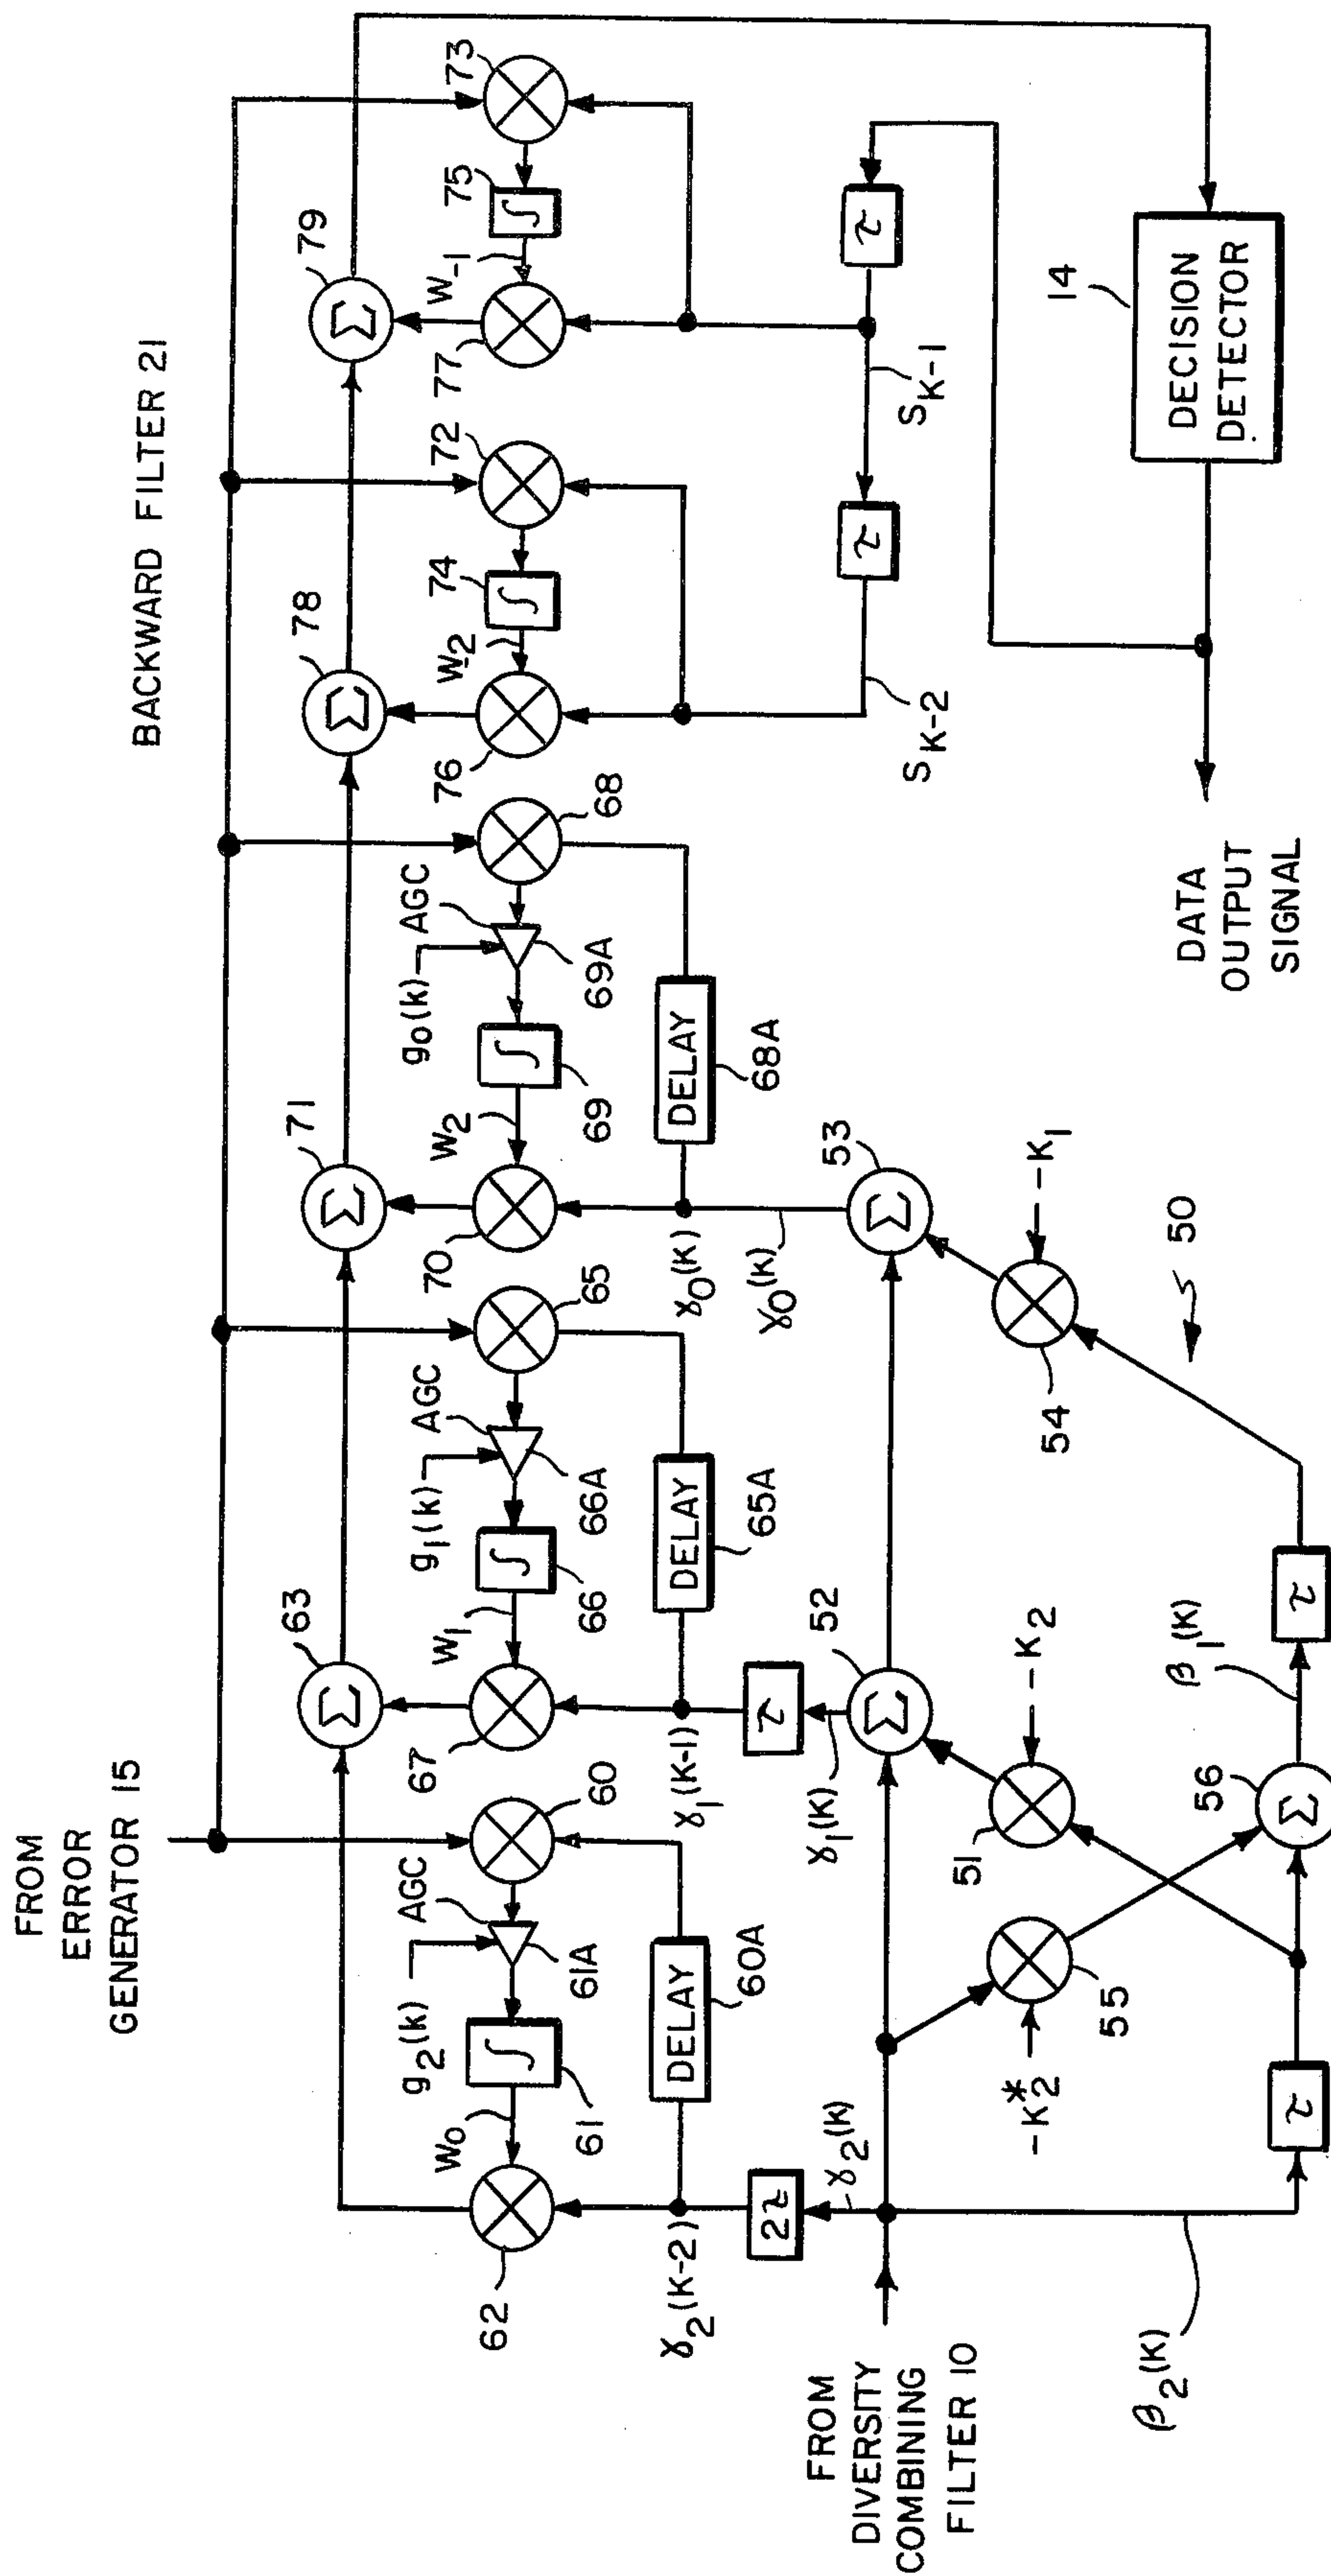 FROM
ERROR
GENERATOR 15
BACKWARD FILTER 21
63
71
78
79
Σ
Σ
Σ
Σ
g₂(k)
AGC
60
g₁(k)
AGC
65
g₀(k)
AGC
68
72
73
W₀
∫
61
61A
62
W₁
∫
66
66A
67
W₂
∫
69
69A
70
W₋₂
∫
74
76
W₋₁
∫
75
77
DELAY
60A
DELAY
65A
DELAY
68A
γ₂(K-2)
γ₁(K-1)
γ₀(K)
2τ
τ
γ₂(K)
γ₁(K)
γ₀(K)
FROM
DIVERSITY
COMBINING
FILTER 10
Σ
52
Σ
53
τ
τ
S_K-2
S_K-1
-K₂*
55
51
-K₂
54
-K₁
50
DECISION
DETECTOR
14
DATA
OUTPUT
SIGNAL
β₂(K)
τ
Σ
56
β₁(K)
τ